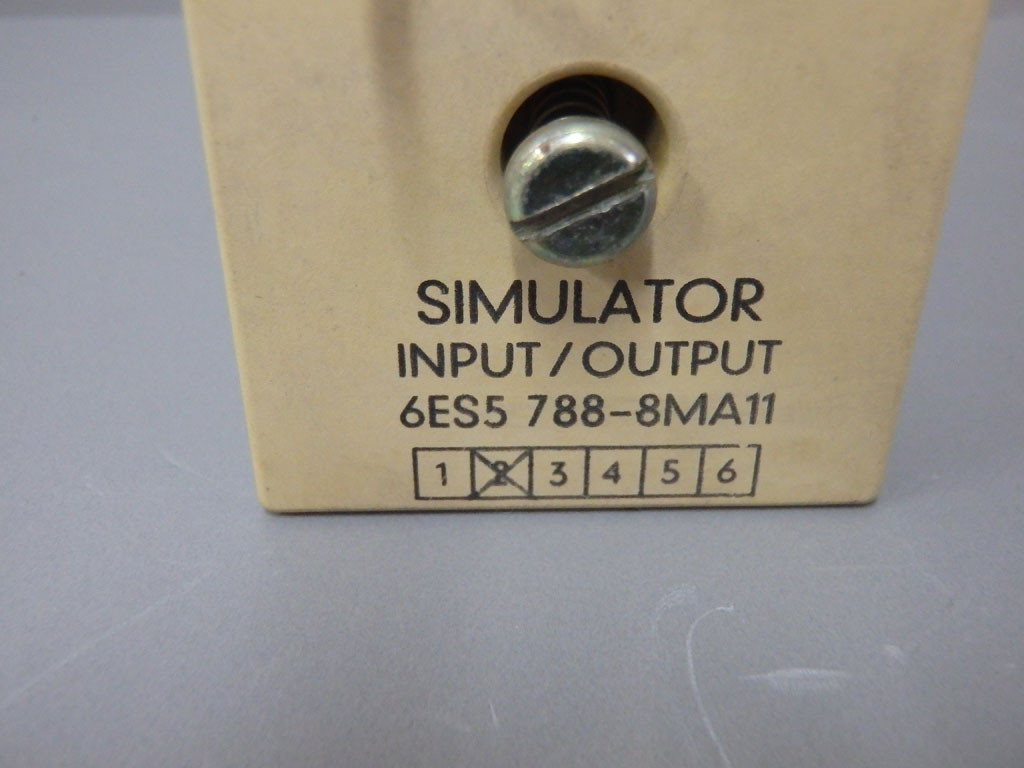 SIMULATOR
INPUT/OUTPUT
6ES5 788-8MA11
1 2 3 4 5 6